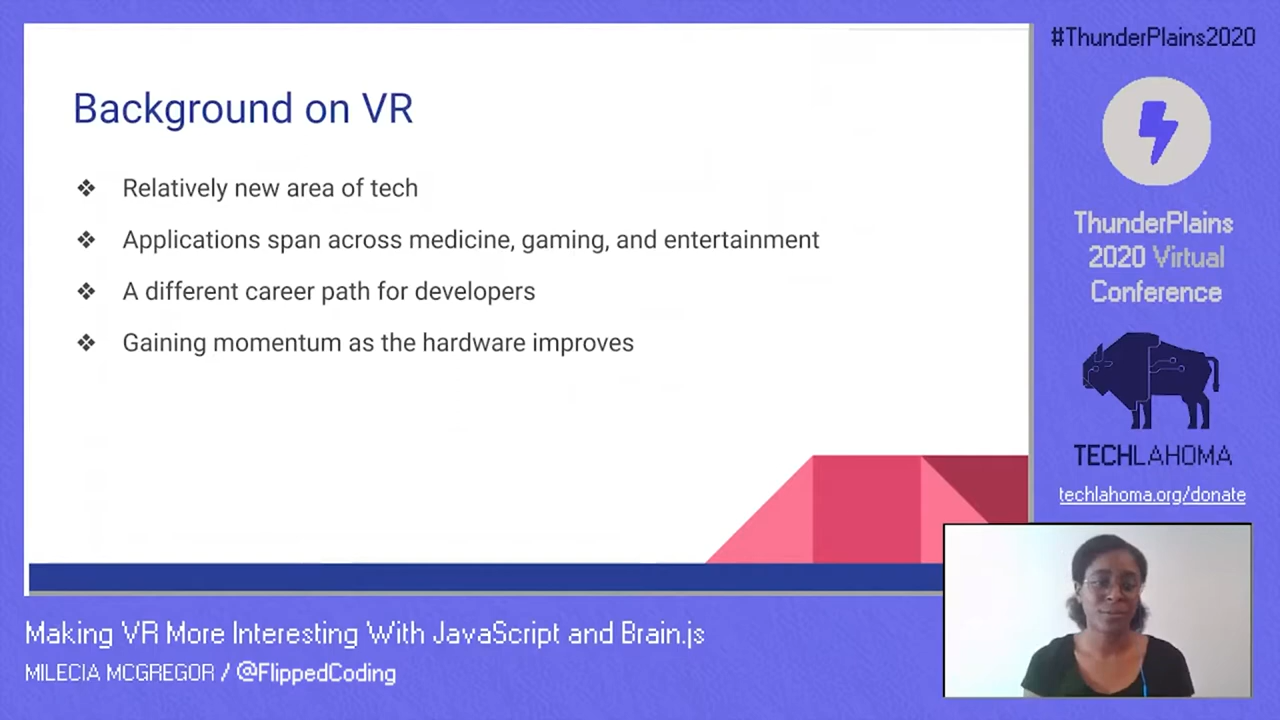 Background on VR
❖ Relatively new area of tech
❖ Applications span across medicine, gaming, and entertainment
❖ A different career path for developers
❖ Gaining momentum as the hardware improves
#ThunderPlains2020
ThunderPlains
2020 Virtual
Conference
TECHLAHOMA
techlahoma.org/donate
Making VR More Interesting With JavaScript and Brain.js
MILECIA MCGREGOR / @FlippedCoding